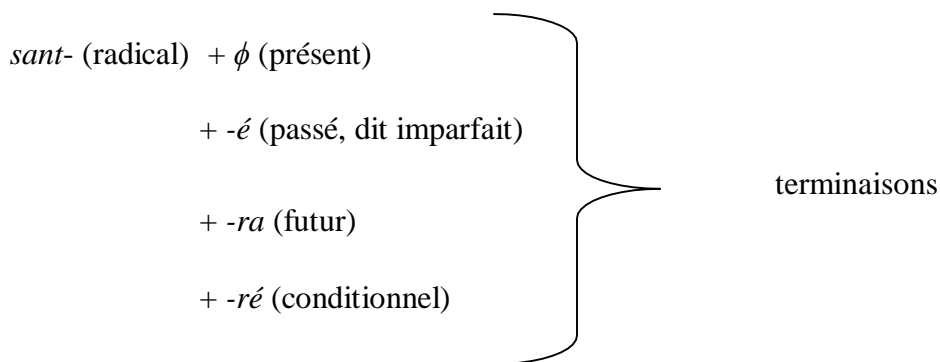 sant- (radical) + ϕ (présent)
+ -é (passé, dit imparfait)
terminaisons
+ -ra (futur)
+ -ré (conditionnel)